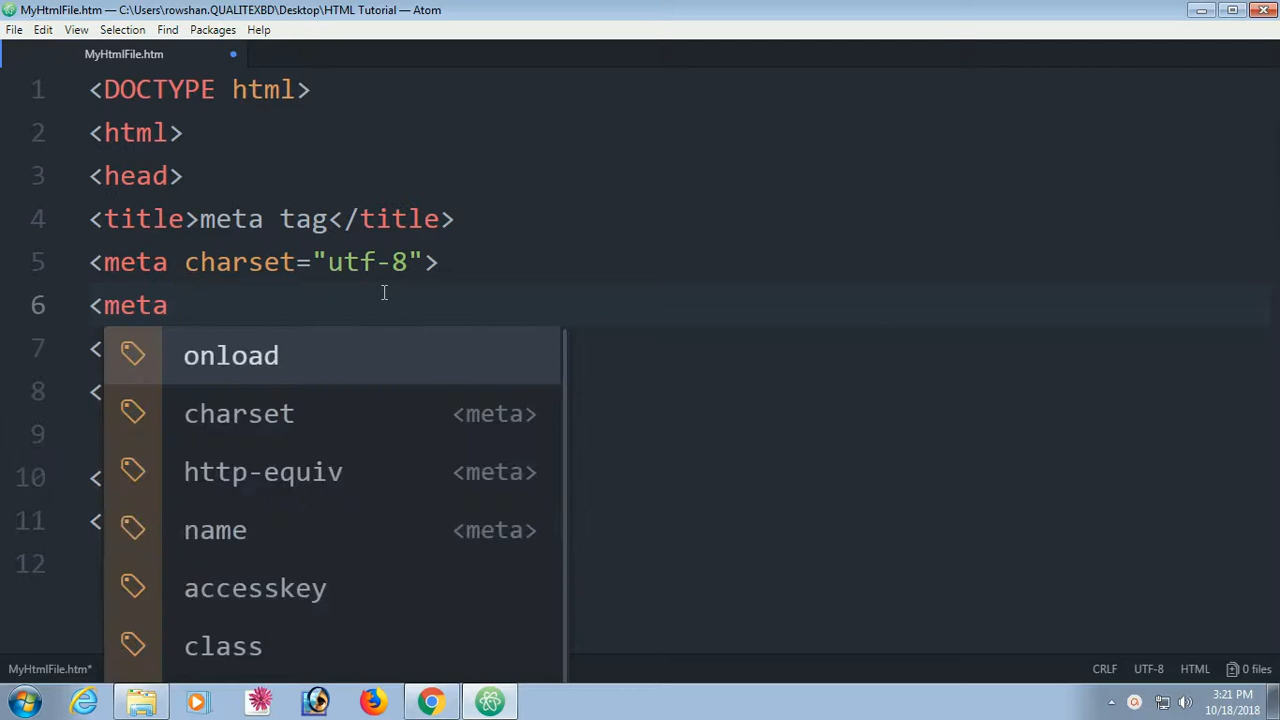 MyHtmlFile.htm — C:\Users\rowshan.QUALITEXBD\Desktop\HTML Tutorial — Atom
File Edit View Selection Find Packages Help
MyHtmlFile.htm
1 <DOCTYPE html>
2 <html>
3 <head>
4 <title>meta tag</title>
5 <meta charset="utf-8">
6 <meta
7 <
8 <
9
10 <
11 <
12
onload
charset <meta>
http-equiv <meta>
name <meta>
accesskey
class
MyHtmlFile.htm* CRLF UTF-8 HTML 0 files
3:21 PM
10/18/2018